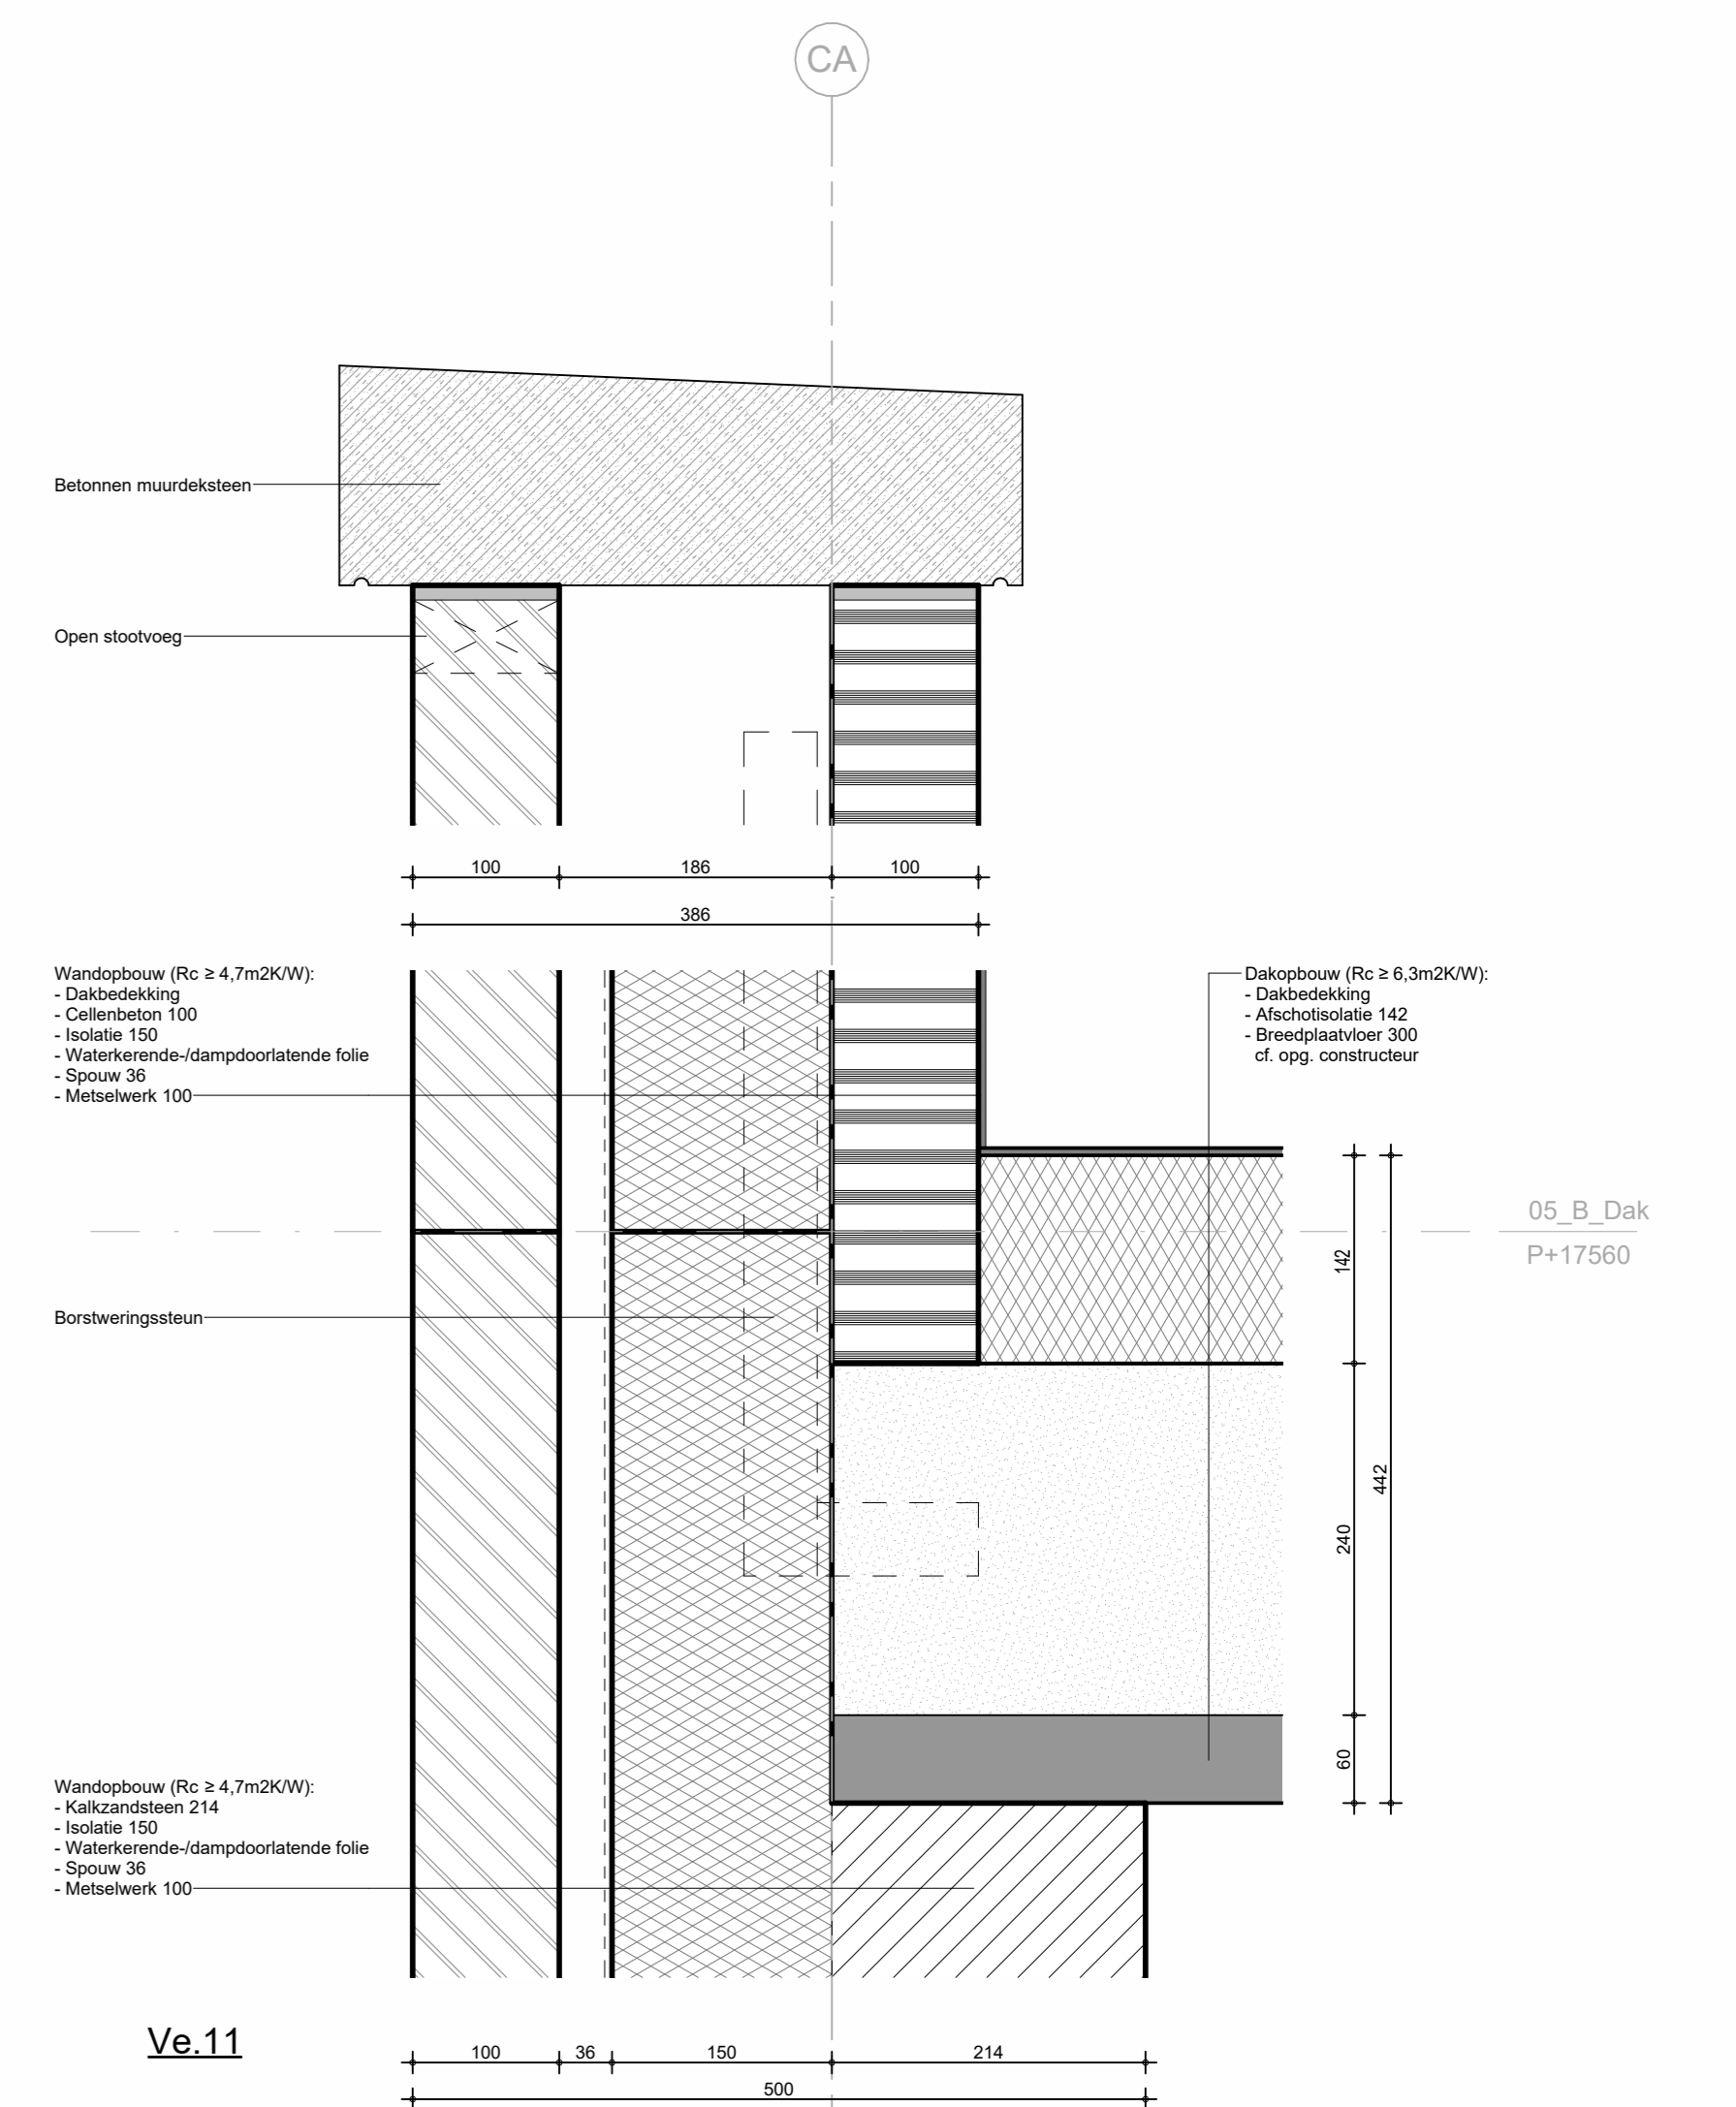 CA
Betonnen muurdeksteen
Open stootvoeg
100
186
100
386
Wandopbouw (Rc ≥ 4,7m2K/W):
- Dakbedekking
- Cellenbeton 100
- Isolatie 150
- Waterkerende-/dampdoorlatende folie
- Spouw 36
- Metselwerk 100
Dakopbouw (Rc ≥ 6,3m2K/W):
- Dakbedekking
- Afschotisolatie 142
- Breedplaatvloer 300
cf. opg. constructeur
05_B_Dak
P+17560
142
Borstweringssteun
442
240
60
Wandopbouw (Rc ≥ 4,7m2K/W):
- Kalkzandsteen 214
- Isolatie 150
- Waterkerende-/dampdoorlatende folie
- Spouw 36
- Metselwerk 100
Ve.11
100
36
150
214
500